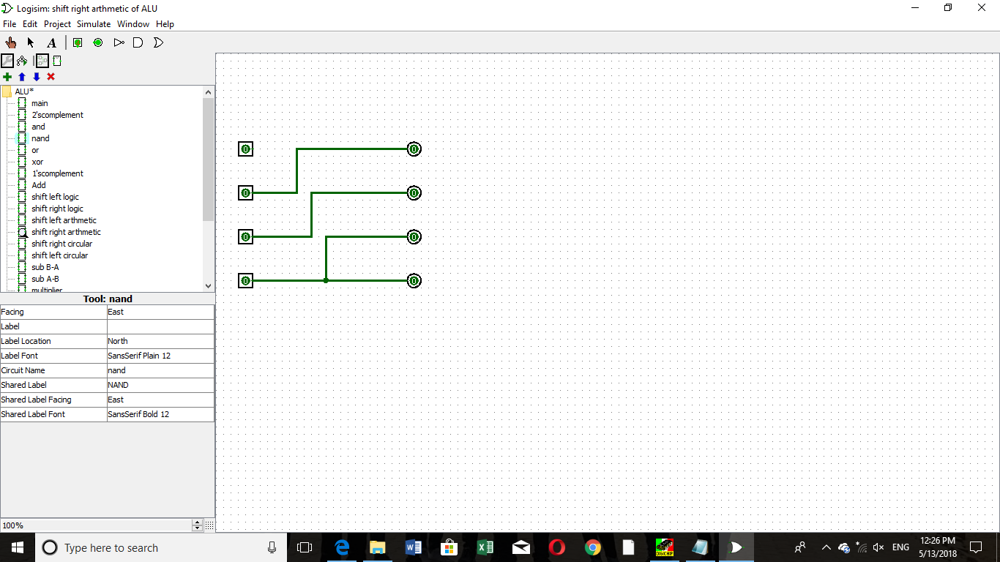 Logisim: shift right arthmetic of ALU
File Edit Project Simulate Window Help
A
ALU*
main
2'scomplement
and
nand
or
xor
1'scomplement
Add
shift left logic
shift right logic
shift left arthmetic
shift right arthmetic
shift right circular
shift left circular
sub B-A
sub A-B
multiplier
Tool: nand
Facing East
Label
Label Location North
Label Font SansSerif Plain 12
Circuit Name nand
Shared Label NAND
Shared Label Facing East
Shared Label Font SansSerif Bold 12
100%
0 0
0 0
0 0
0 0
Type here to search
DIGICHIP
ENG
12:26 PM
5/13/2018